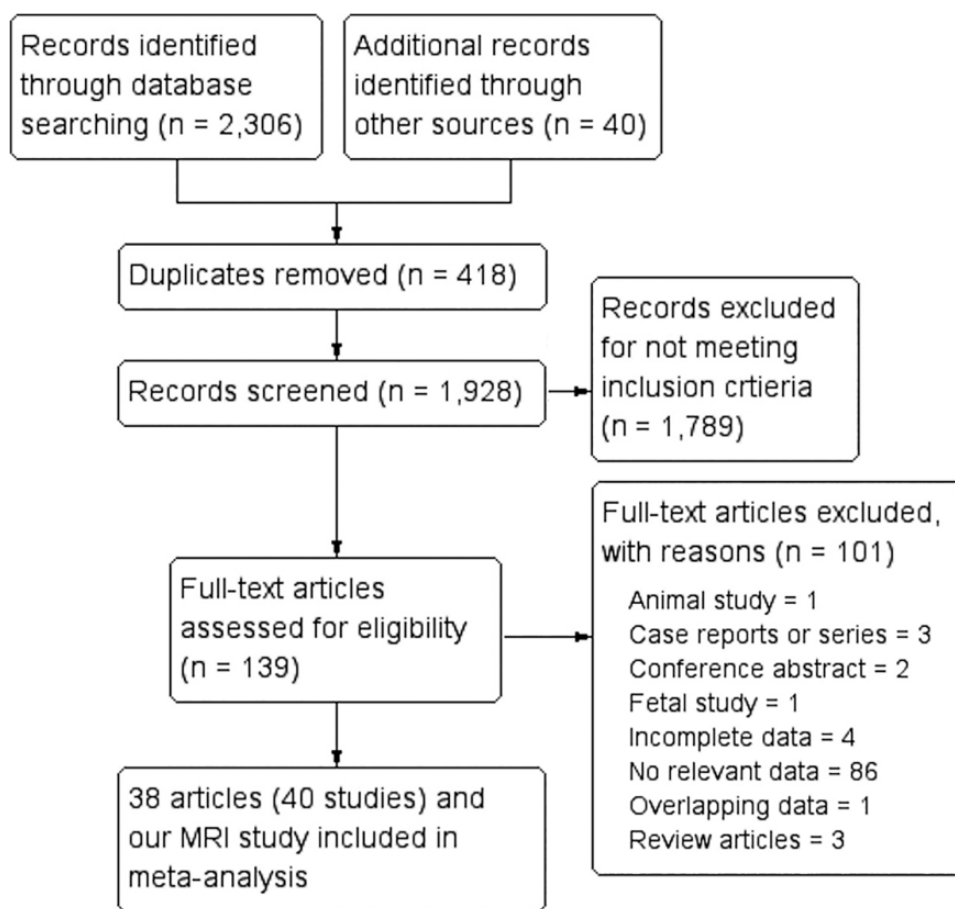 Records identified
through database
searching (n = 2,306)
Additional records
identified through
other sources (n = 40)
Duplicates removed (n = 418)
Records screened (n = 1,928)
Records excluded
for not meeting
inclusion crtieria
(n = 1,789)
Full-text articles
assessed for eligibility
(n = 139)
Full-text articles excluded,
with reasons (n = 101)
Animal study = 1
Case reports or series = 3
Conference abstract = 2
Fetal study = 1
Incomplete data = 4
No relevant data = 86
Overlapping data = 1
Review articles = 3
38 articles (40 studies) and
our MRI study included in
meta-analysis